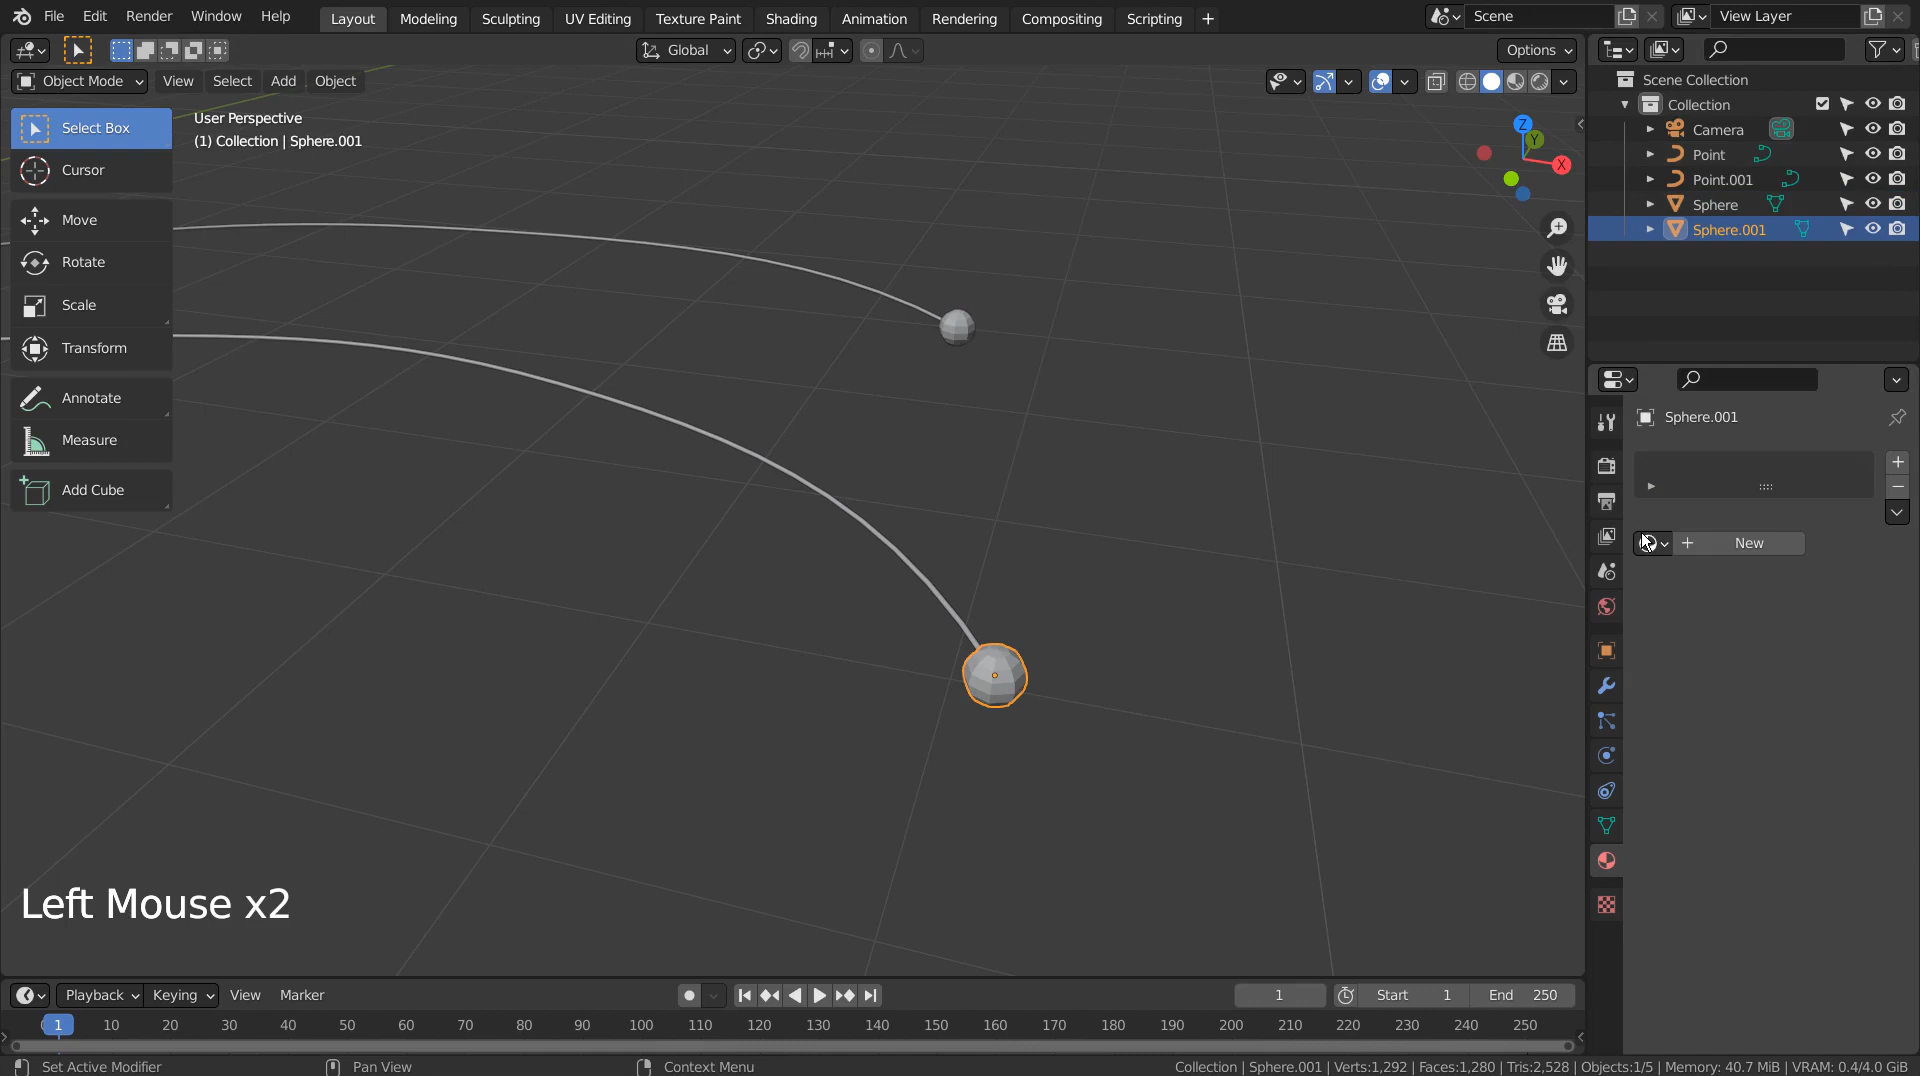 File Edit Render Window Help Layout Modeling Sculpting UV Editing Texture Paint Shading Animation Rendering Compositing Scripting + Scene View Layer
Global Options
Object Mode View Select Add Object
Scene Collection
Collection
Camera
Point
Point.001
Sphere
Sphere.001
User Perspective
(1) Collection | Sphere.001
Z
Y
X
Select Box
Cursor
Move
Rotate
Scale
Transform
Annotate
Measure
Add Cube
Sphere.001
New
Left Mouse x2
Playback Keying View Marker 1 Start 1 End 250
1 10 20 30 40 50 60 70 80 90 100 110 120 130 140 150 160 170 180 190 200 210 220 230 240 250
Set Active Modifier Pan View Context Menu Collection | Sphere.001 | Verts:1,292 | Faces:1,280 | Tris:2,528 | Objects:1/5 | Memory: 40.7 MiB | VRAM: 0.4/4.0 GiB